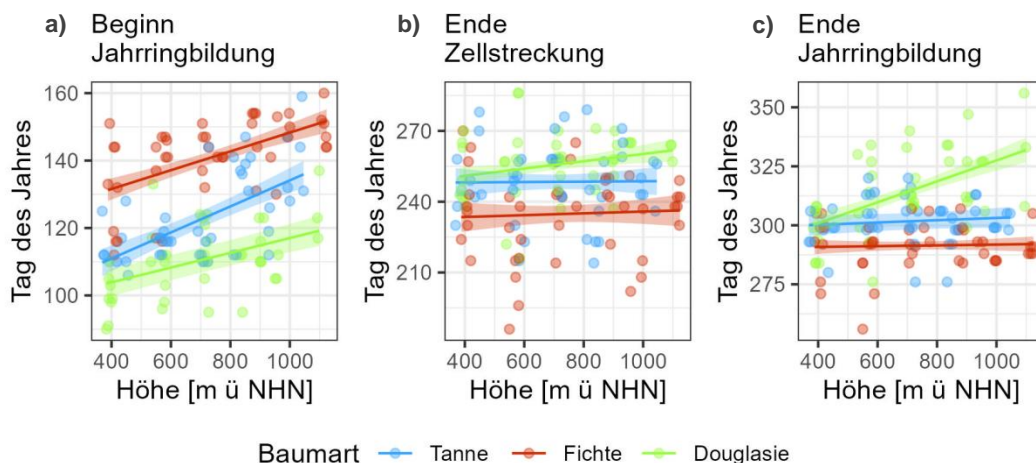 a) Beginn
Jahrringbildung
b) Ende
Zellstreckung
c) Ende
Jahrringbildung
Tag des Jahres
160
140
120
100
400 600 800 1000
Höhe [m ü NHN]
Tag des Jahres
270
240
210
400 600 800 1000
Höhe [m ü NHN]
Tag des Jahres
350
325
300
275
400 600 800 1000
Höhe [m ü NHN]
Baumart Tanne Fichte Douglasie